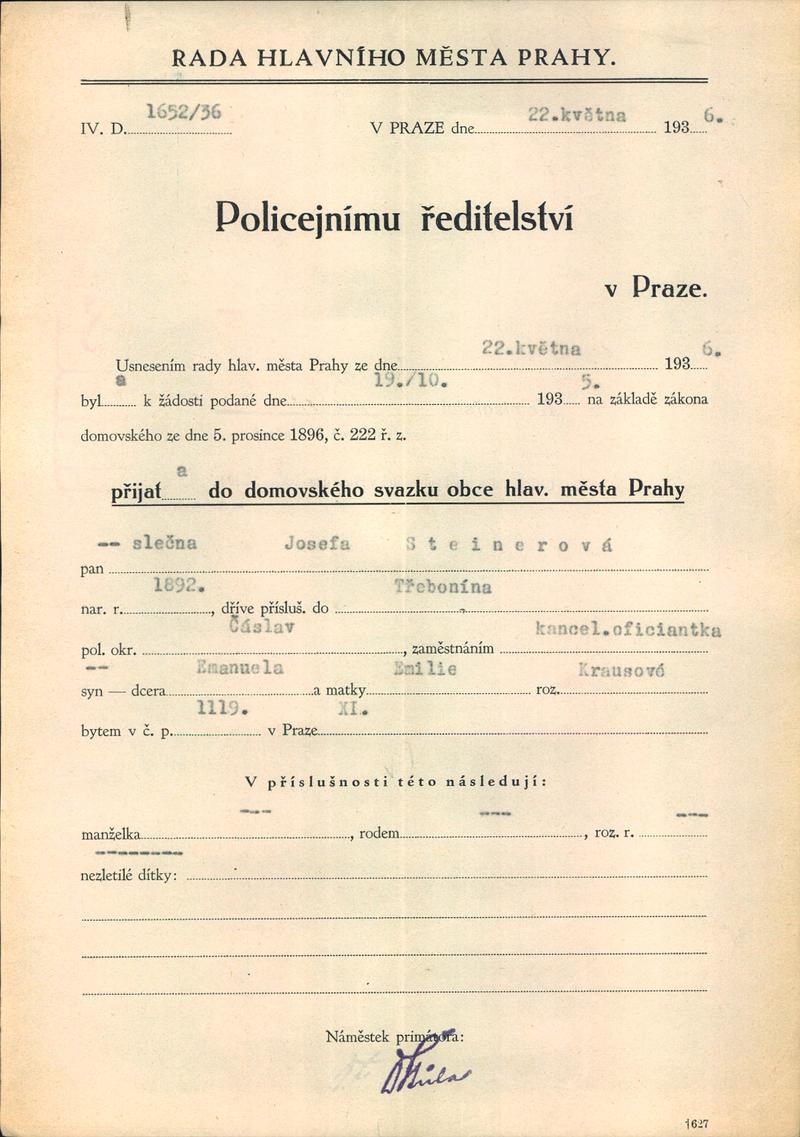 RADA HLAVNÍHO MĚSTA PRAHY.
IV. D. 1652/36 V PRAZE dne 22.května 1936.
Policejnímu ředitelství
v Praze.
Usnesením rady hlav. města Prahy ze dne 22.května 1936.
byla k žádosti podané dne 19./10. 1935. na základě zákona
domovského ze dne 5. prosince 1896, č. 222 ř. z.
přijata do domovského svazku obce hlav. města Prahy
pan -- slečna Josefa Steinerová
nar. r. 1892., dříve přísluš. do Třebonína
pol. okr. Čáslav, zaměstnáním kancel.oficiantka
syn — dcera -- Emanuela a matky Emilie roz. Krausové
bytem v č. p. 1119. v Praze XI.
V příslušnosti této následují:
manželka ---, rodem ---, roz. r. ---
nezletilé dítky: -------
Náměstek primátora:
1627